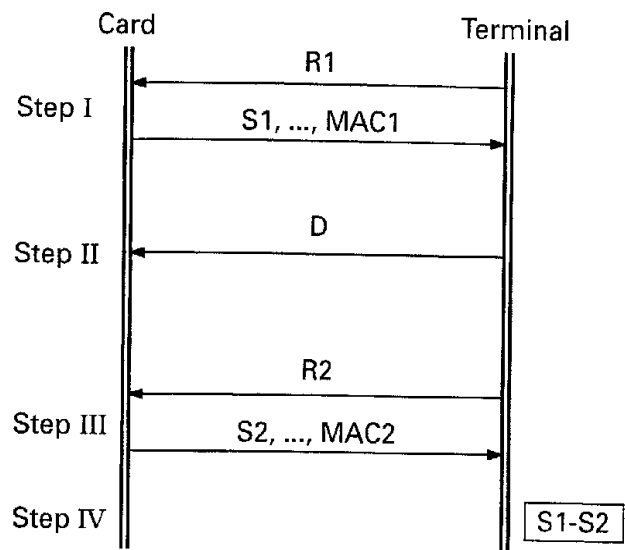 Card
Terminal
R1
Step I
S1, ..., MAC1
D
Step II
R2
Step III
S2, ..., MAC2
Step IV
S1-S2